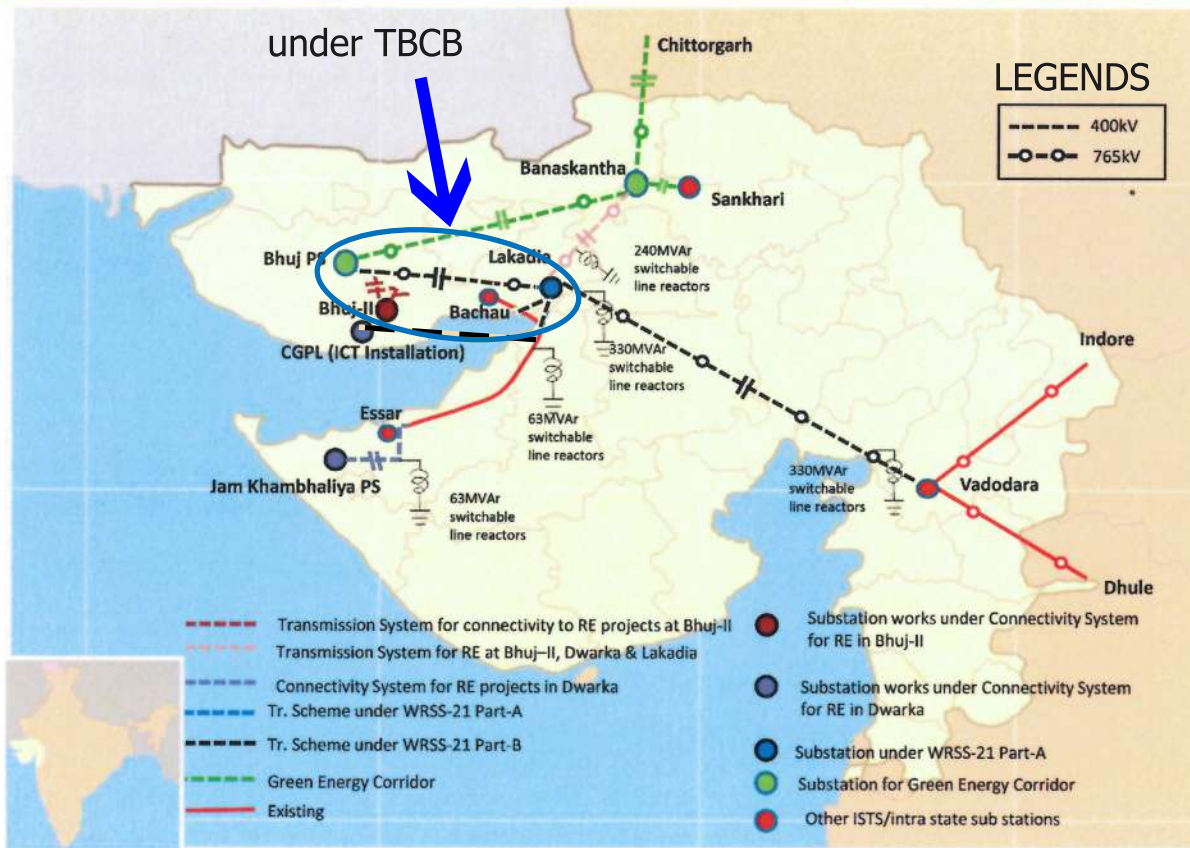 under TBCB
Chittorgarh
LEGENDS
400kV
765kV
Banaskantha
Sankhari
Bhuj PS
Lakadia
240MVAr
switchable
line reactors
Bhuj-II
Bachau
CGPL (ICT Installation)
330MVAr
switchable
line reactors
Indore
Essar
63MVAr
switchable
line reactors
Jam Khambhaliya PS
63MVAr
switchable
line reactors
330MVAr
switchable
line reactors
Vadodara
Dhule
Transmission System for connectivity to RE projects at Bhuj-II
Transmission System for RE at Bhuj–II, Dwarka & Lakadia
Connectivity System for RE projects in Dwarka
Tr. Scheme under WRSS-21 Part-A
Tr. Scheme under WRSS-21 Part-B
Green Energy Corridor
Existing
Substation works under Connectivity System
for RE in Bhuj-II
Substation works under Connectivity System
for RE in Dwarka
Substation under WRSS-21 Part-A
Substation for Green Energy Corridor
Other ISTS/intra state sub stations